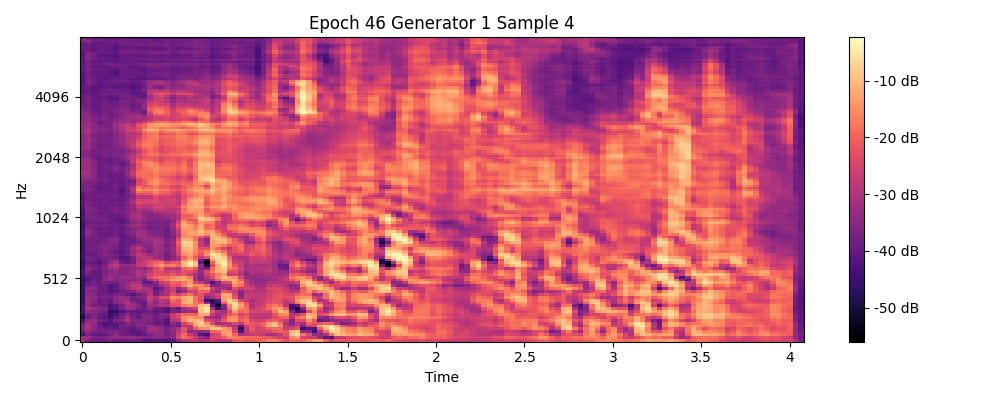 Epoch 46 Generator 1 Sample 4
Hz
4096
2048
1024
512
0
0 0.5 1 1.5 2 2.5 3 3.5 4
Time
-10 dB
-20 dB
-30 dB
-40 dB
-50 dB